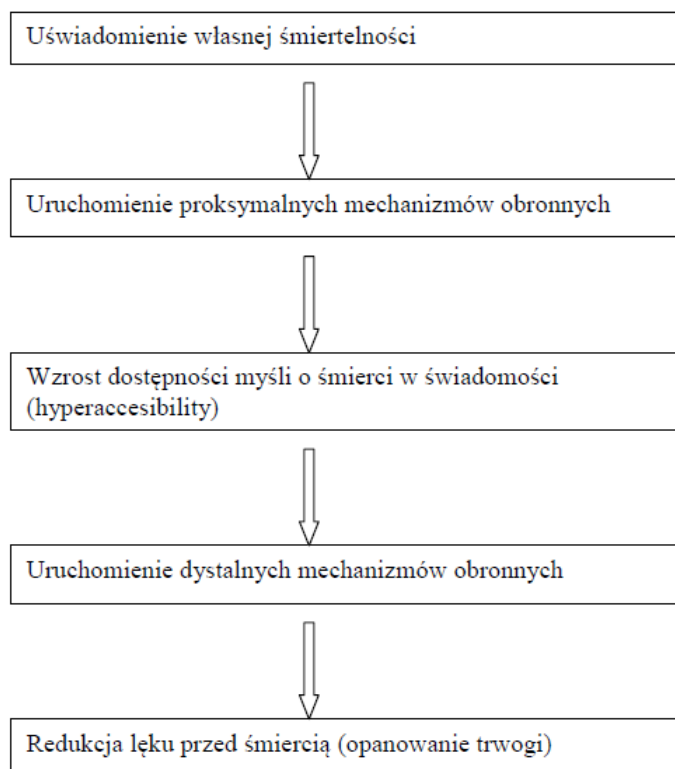 Uświadomienie własnej śmiertelności
Uruchomienie proksymalnych mechanizmów obronnych
Wzrost dostępności myśli o śmierci w świadomości
(hyperaccesibility)
Uruchomienie dystalnych mechanizmów obronnych
Redukcja lęku przed śmiercią (opanowanie trwogi)